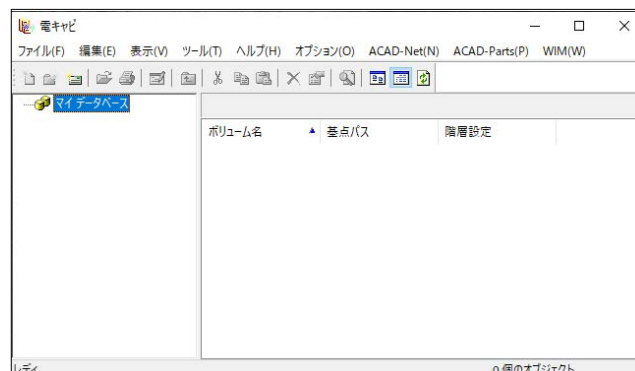 電キャビ
ファイル(F) 編集(E) 表示(V) ツール(T) ヘルプ(H) オプション(O) ACAD-Net(N) ACAD-Parts(P) WIM(W)
マイ データベース
ボリューム名 基点パス 階層設定
レディ 0 個のオブジェクト